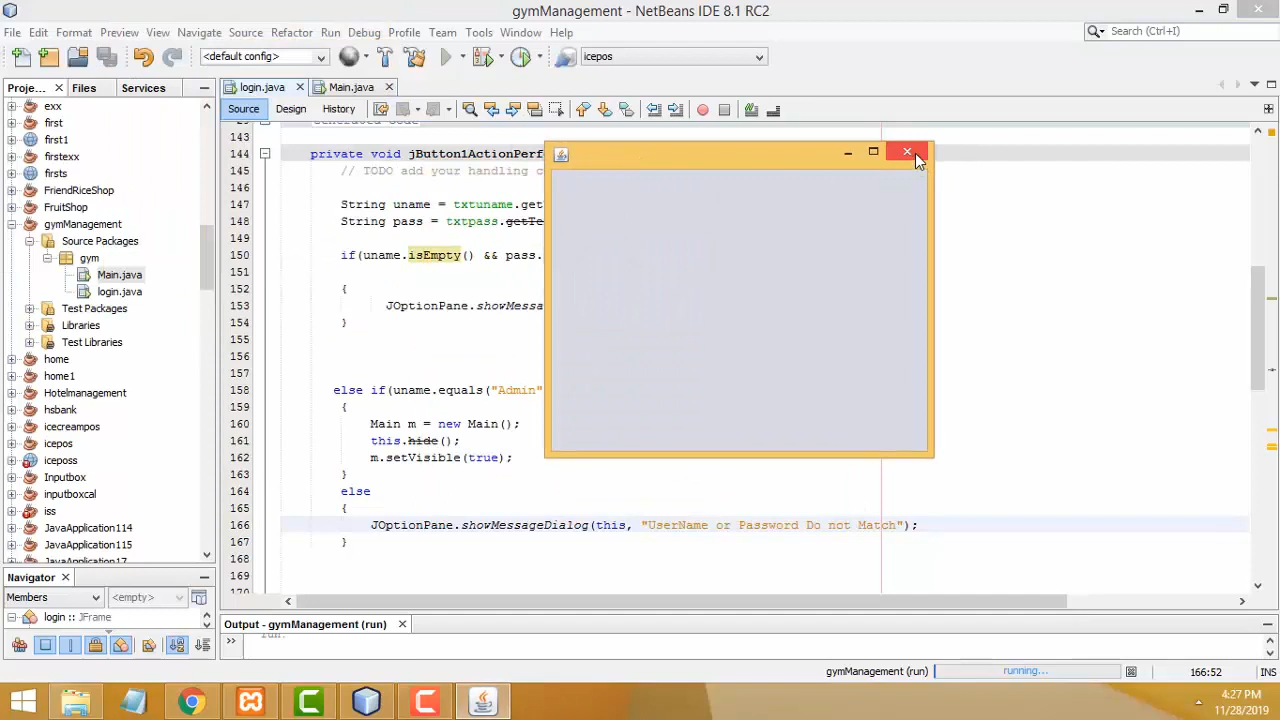 gymManagement - NetBeans IDE 8.1 RC2
File Edit Format Preview View Navigate Source Refactor Run Debug Profile Team Tools Window Help
Search (Ctrl+I)
<default config>
icepos
Proje... Files Services
login.java Main.java
Source Design History
exx
first
first1
firstexx
firsts
FriendRiceShop
FruitShop
gymManagement
Source Packages
gym
Main.java
login.java
Test Packages
Libraries
Test Libraries
home
home1
Hotelmanagement
hsbank
icecreampos
icepos
iceposs
Inputbox
inputboxcal
iss
JavaApplication114
JavaApplication115
JavaApplication17
Generated Code
143
144 private void jButton1ActionPerf
145 // TODO add your handling c
146
147 String uname = txtuname.get
148 String pass = txtpass.getTe
149
150 if(uname.isEmpty() && pass.
152 {
153 JOptionPane.showMessa
154 }
155
156
157
158 else if(uname.equals("Admin"
159 {
160 Main m = new Main();
161 this.hide();
162 m.setVisible(true);
163 }
164 else
165 {
166 JOptionPane.showMessageDialog(this, "UserName or Password Do not Match");
167 }
168
169
170
Navigator
Members <empty>
login :: JFrame
Output - gymManagement (run)
run:
gymManagement (run) running... 166:52 INS
4:27 PM
11/28/2019